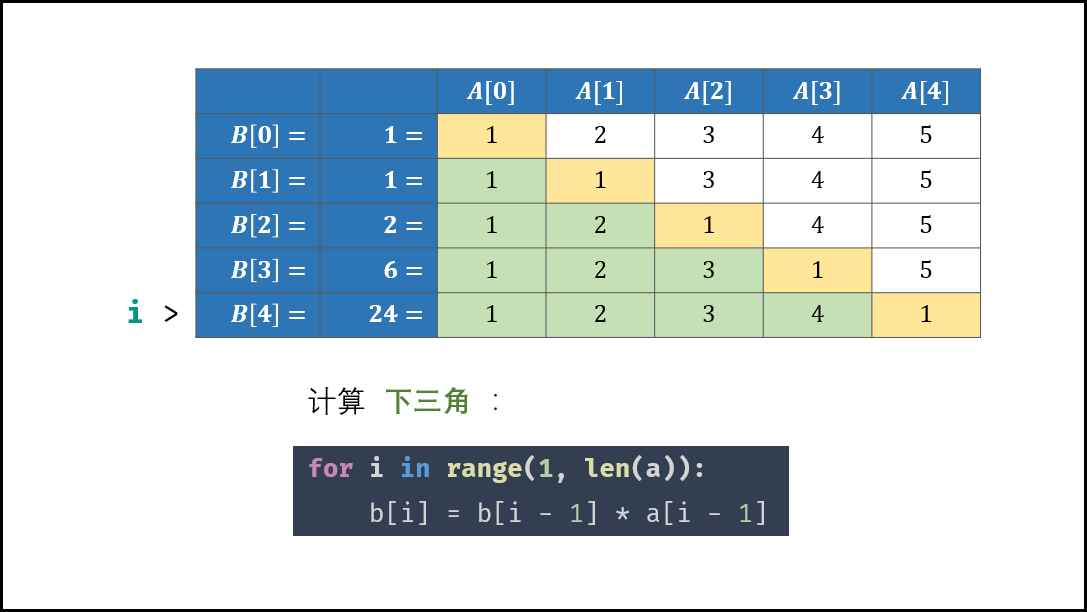 A[0] A[1] A[2] A[3] A[4]
B[0] = 1 = 1 2 3 4 5
B[1] = 1 = 1 1 3 4 5
B[2] = 2 = 1 2 1 4 5
B[3] = 6 = 1 2 3 1 5
i > B[4] = 24 = 1 2 3 4 1
计算 下三角 :
for i in range(1, len(a)):
b[i] = b[i - 1] * a[i - 1]